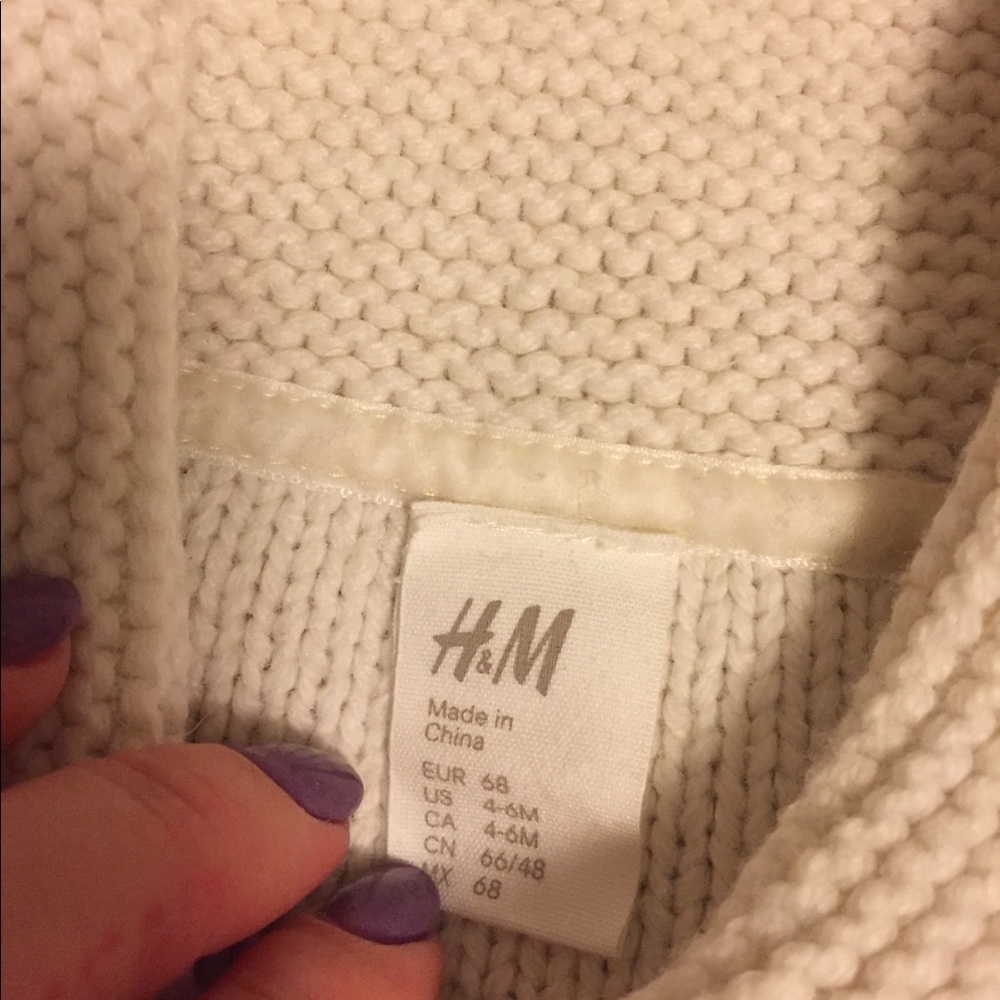 H&M
Made in
China
EUR 68
US 4-6M
CA 4-6M
CN 66/48
MX 68